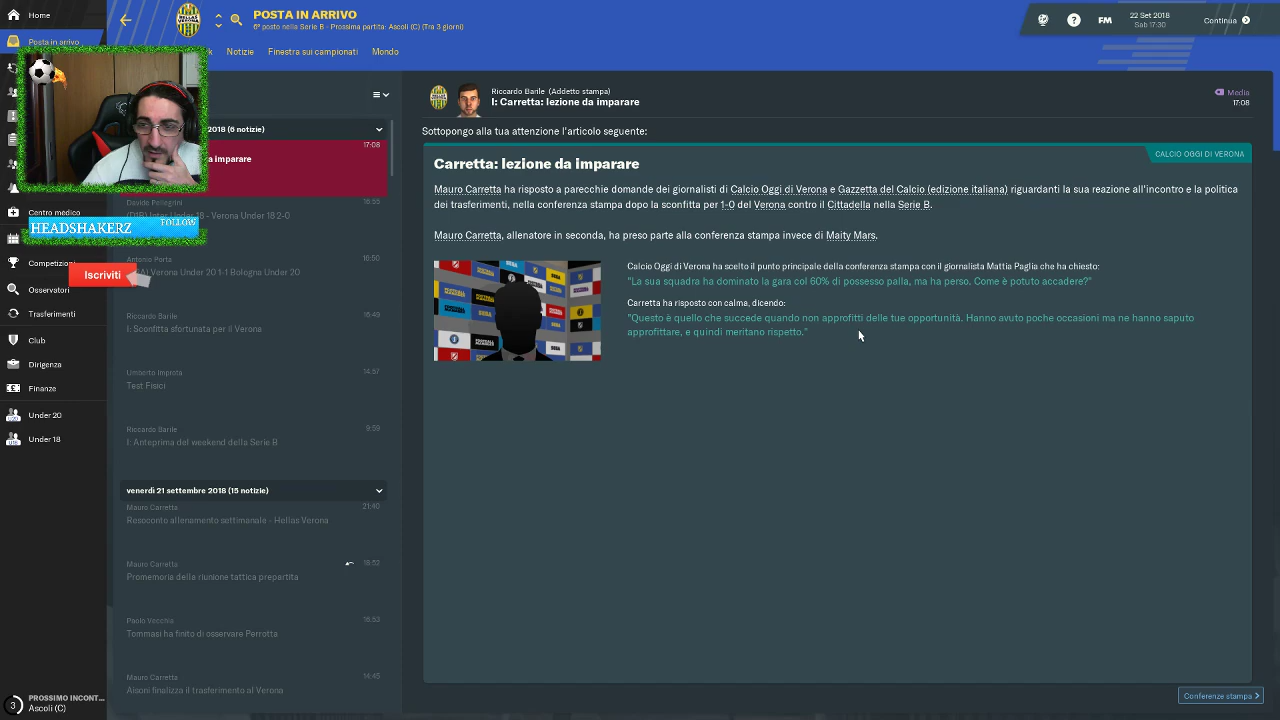 Home
POSTA IN ARRIVO
6° posto nella Serie B - Prossima partita: Ascoli (C) (Tra 3 giorni)
22 Set 2018
Sab 17:30
FM
Continua
Posta in arrivo
Notizie
Finestra sui campionati
Mondo
Riccardo Barile (Addetto stampa)
I: Carretta: lezione da imparare
Media
17:08
2018 (6 notizie)
Sottopongo alla tua attenzione l'articolo seguente:
17:08
a imparare
CALCIO OGGI DI VERONA
Carretta: lezione da imparare
Mauro Carretta ha risposto a parecchie domande dei giornalisti di Calcio Oggi di Verona e Gazzetta del Calcio (edizione italiana) riguardanti la sua reazione all'incontro e la politica
dei trasferimenti, nella conferenza stampa dopo la sconfitta per 1-0 del Verona contro il Cittadella nella Serie B.
Mauro Carretta, allenatore in seconda, ha preso parte alla conferenza stampa invece di Maity Mars.
Calcio Oggi di Verona ha scelto il punto principale della conferenza stampa con il giornalista Mattia Paglia che ha chiesto:
"La sua squadra ha dominato la gara col 60% di possesso palla, ma ha perso. Come è potuto accadere?"
Carretta ha risposto con calma, dicendo:
"Questo è quello che succede quando non approfitti delle tue opportunità. Hanno avuto poche occasioni ma ne hanno saputo
approfittare, e quindi meritano rispetto."
Davide Pellegrini
16:55
Inter Under 18 - Verona Under 18 2-0
Centro medico
HEADSHAKERZ
FOLLOW
Antonio Porta
16:50
Verona Under 20 1-1 Bologna Under 20
Competizioni
Iscriviti
Osservatori
Trasferimenti
Club
Dirigenza
Finanze
Under 20
Under 18
Riccardo Barile
16:49
I: Sconfitta sfortunata per il Verona
Umberto Improta
14:57
Test Fisici
Riccardo Barile
9:59
I: Anteprima del weekend della Serie B
venerdì 21 settembre 2018 (15 notizie)
Mauro Carretta
21:40
Resoconto allenamento settimanale - Hellas Verona
Mauro Carretta
18:52
Promemoria della riunione tattica prepartita
Paolo Vecchia
Tommasi ha finito di osservare Perrotta
Mauro Carretta
14:45
Aisoni finalizza il trasferimento al Verona
3
PROSSIMO INCONT...
Ascoli (C)
Conferenze stampa